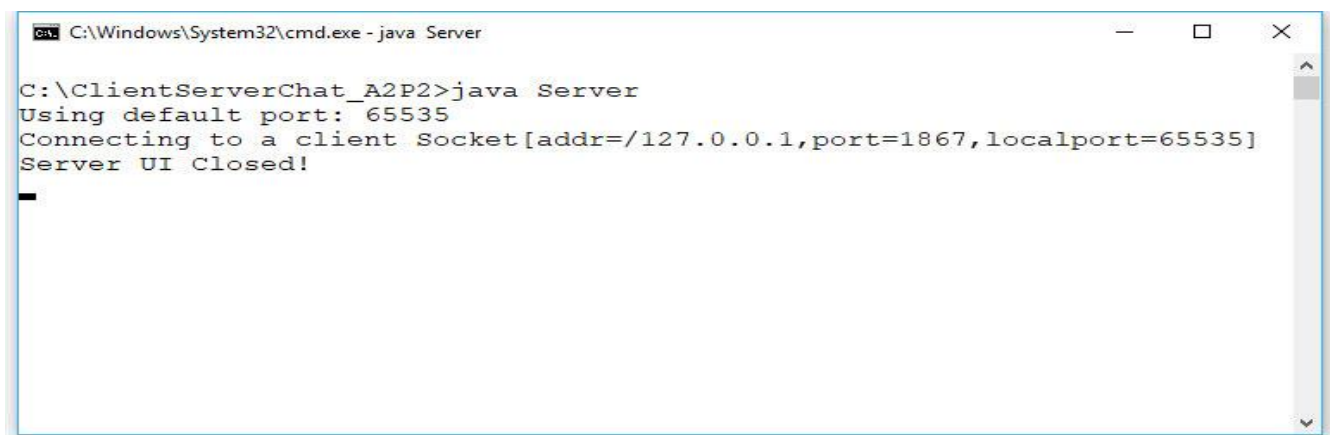 C:\Windows\System32\cmd.exe - java Server
C:\ClientServerChat_A2P2>java Server
Using default port: 65535
Connecting to a client Socket[addr=/127.0.0.1,port=1867,localport=65535]
Server UI Closed!